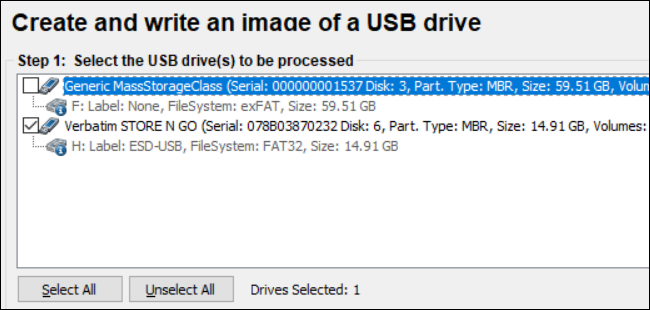 Create and write an image of a USB drive
Step 1: Select the USB drive(s) to be processed
Generic MassStorageClass (Serial: 000000001537 Disk: 3, Part. Type: MBR, Size: 59.51 GB, Volum
F: Label: None, FileSystem: exFAT, Size: 59.51 GB
Verbatim STORE N GO (Serial: 078B03870232 Disk: 6, Part. Type: MBR, Size: 14.91 GB, Volumes:
H: Label: ESD-USB, FileSystem: FAT32, Size: 14.91 GB
Select All Unselect All Drives Selected: 1